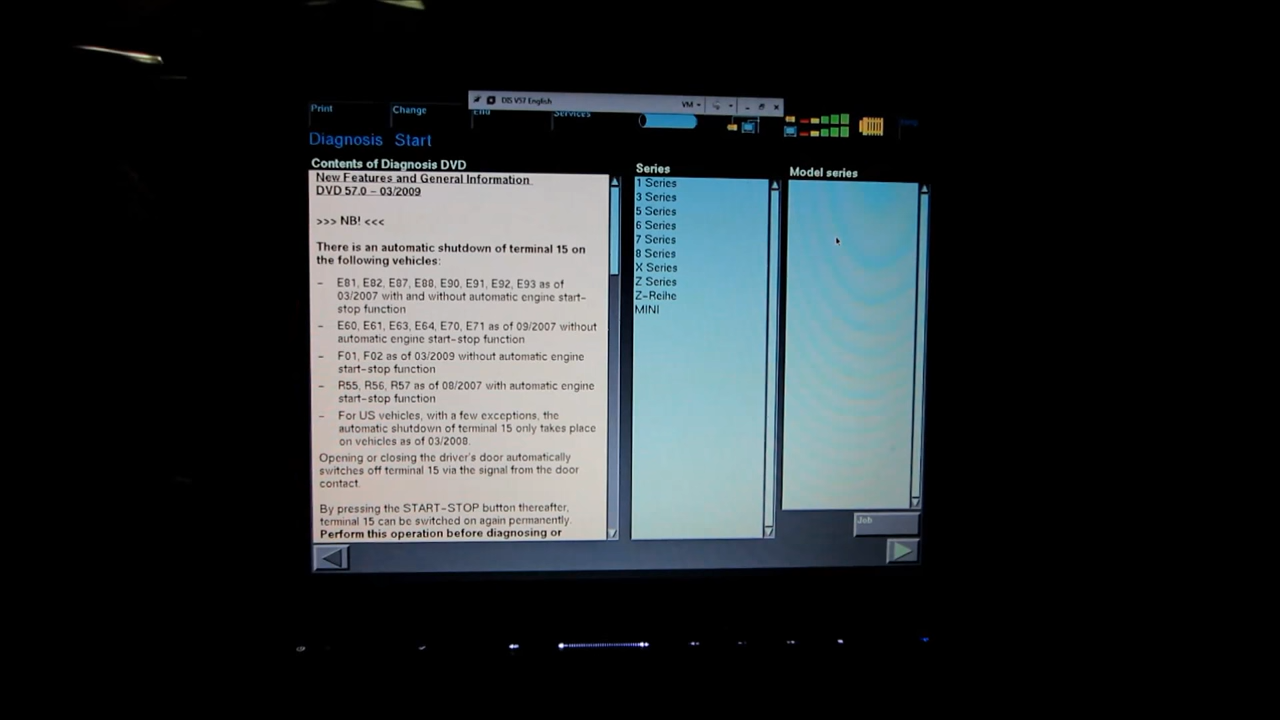 DIS V57 English
VM
Print
Change
End
Services
Diagnosis Start
Contents of Diagnosis DVD
New Features and General Information
DVD 57.0 – 03/2009
>>> NB! <<<
There is an automatic shutdown of terminal 15 on
the following vehicles:
– E81, E82, E87, E88, E90, E91, E92, E93 as of
03/2007 with and without automatic engine start-
stop function
– E60, E61, E63, E64, E70, E71 as of 09/2007 without
automatic engine start-stop function
– F01, F02 as of 03/2009 without automatic engine
start-stop function
– R55, R56, R57 as of 08/2007 with automatic engine
start-stop function
– For US vehicles, with a few exceptions, the
automatic shutdown of terminal 15 only takes place
on vehicles as of 03/2008.
Opening or closing the driver's door automatically
switches off terminal 15 via the signal from the door
contact.
By pressing the START-STOP button thereafter,
terminal 15 can be switched on again permanently.
Perform this operation before diagnosing or
Series
1 Series
3 Series
5 Series
6 Series
7 Series
8 Series
X Series
Z Series
Z-Reihe
MINI
Model series
Job